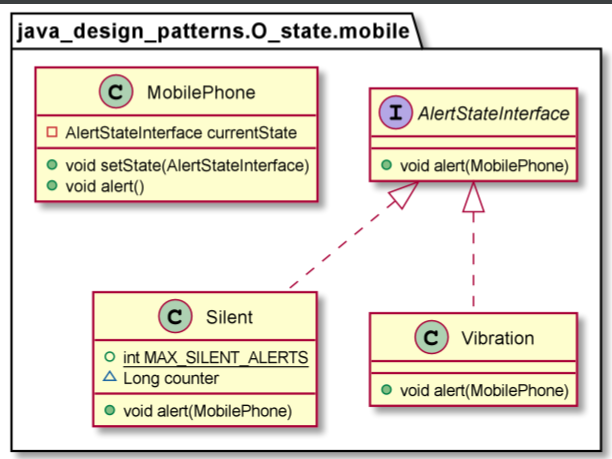 java_design_patterns.O_state.mobile
C MobilePhone
AlertStateInterface currentState
void setState(AlertStateInterface)
void alert()
I AlertStateInterface
void alert(MobilePhone)
C Silent
int MAX_SILENT_ALERTS
Long counter
void alert(MobilePhone)
C Vibration
void alert(MobilePhone)